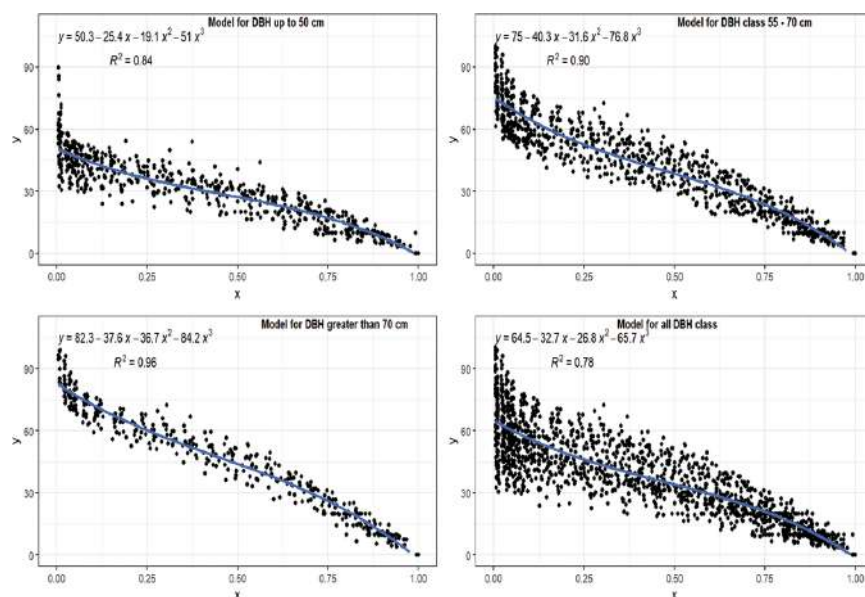 Model for DBH up to 50 cm
y = 50.3 − 25.4 x − 19.1 x² − 51 x³
R² = 0.84
90
60
30
0
y
0.00 0.25 0.50 0.75 1.00
x
Model for DBH class 55 - 70 cm
y = 75 − 40.3 x − 31.6 x² − 76.8 x³
R² = 0.90
90
60
30
0
y
0.00 0.25 0.50 0.75 1.00
x
Model for DBH greater than 70 cm
y = 82.3 − 37.6 x − 36.7 x² − 84.2 x³
R² = 0.96
90
60
30
0
y
0.00 0.25 0.50 0.75 1.00
x
Model for all DBH class
y = 64.5 − 32.7 x − 26.8 x² − 65.7 x³
R² = 0.78
90
60
30
0
y
0.00 0.25 0.50 0.75 1.00
x